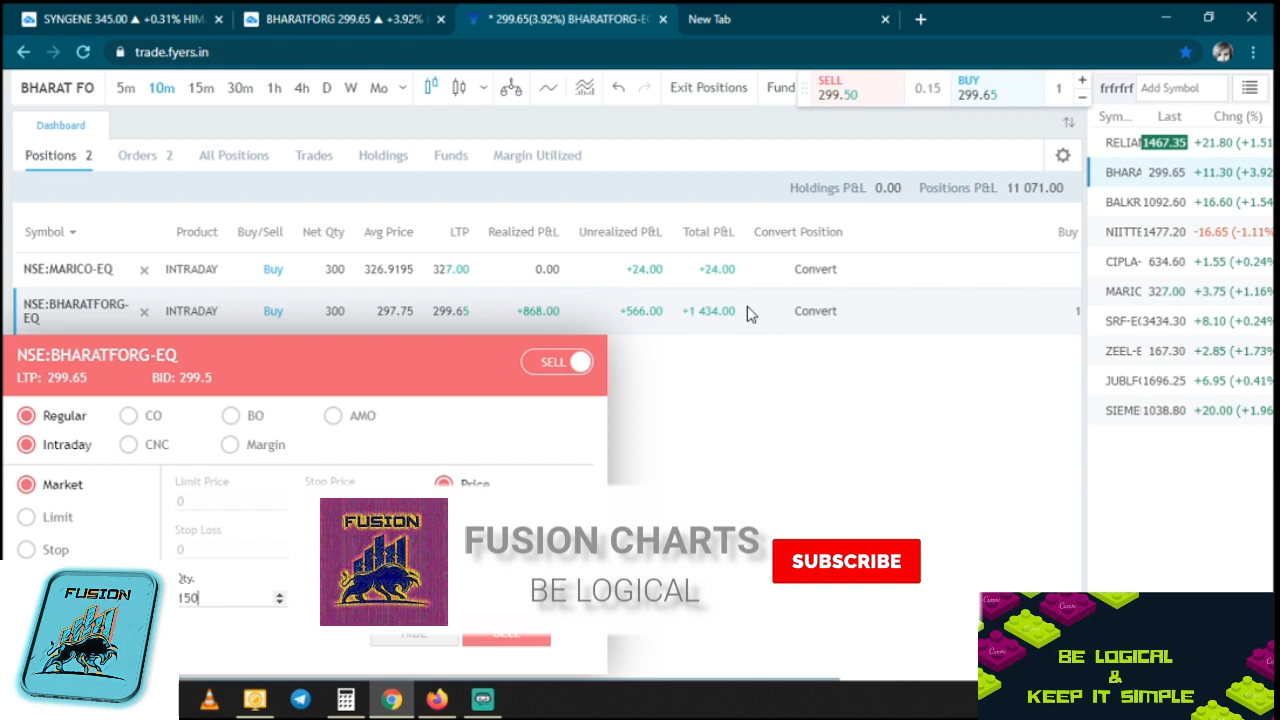 SYNGENE 345.00 ▲ +0.31% HIM
BHARATFORG 299.65 ▲ +3.92%
* 299.65(3.92%) BHARATFORG-E
New Tab
trade.fyers.in
BHARAT FO 5m 10m 15m 30m 1h 4h D W Mo Exit Positions Fund
SELL 299.50 0.15 BUY 299.65 1 + −
frfrfrf Add Symbol
Dashboard
Sym... Last Chng (%)
Positions 2 Orders 2 All Positions Trades Holdings Funds Margin Utilized
Holdings P&L 0.00 Positions P&L 11 071.00
Symbol Product Buy/Sell Net Qty Avg Price LTP Realized P&L Unrealized P&L Total P&L Convert Position Buy
NSE:MARICO-EQ × INTRADAY Buy 300 326.9195 327.00 0.00 +24.00 +24.00 Convert
NSE:BHARATFORG-EQ × INTRADAY Buy 300 297.75 299.65 +868.00 +566.00 +1 434.00 Convert 1
RELIA 1467.35 +21.80 (+1.51
BHARA 299.65 +11.30 (+3.92
BALKR 1092.60 +16.60 (+1.54
NIITTE 1477.20 -16.65 (-1.11%
CIPLA- 634.60 +1.55 (+0.24%
MARIC 327.00 +3.75 (+1.16%
SRF-E( 3434.30 +8.10 (+0.24%
ZEEL-E 167.30 +2.85 (+1.73%
JUBLF( 1696.25 +6.95 (+0.41%
SIEME 1038.80 +20.00 (+1.96
NSE:BHARATFORG-EQ
SELL
LTP: 299.65 BID: 299.5
Regular CO BO AMO
Intraday CNC Margin
Market
Limit
Stop
Limit Price
0
Stop Price
Price
Stop Loss
0
Qty.
150
HIDE SELL
FUSION
FUSION CHARTS
BE LOGICAL
SUBSCRIBE
FUSION
Canva
Canva
Canva
Canva
BE LOGICAL
&
KEEP IT SIMPLE